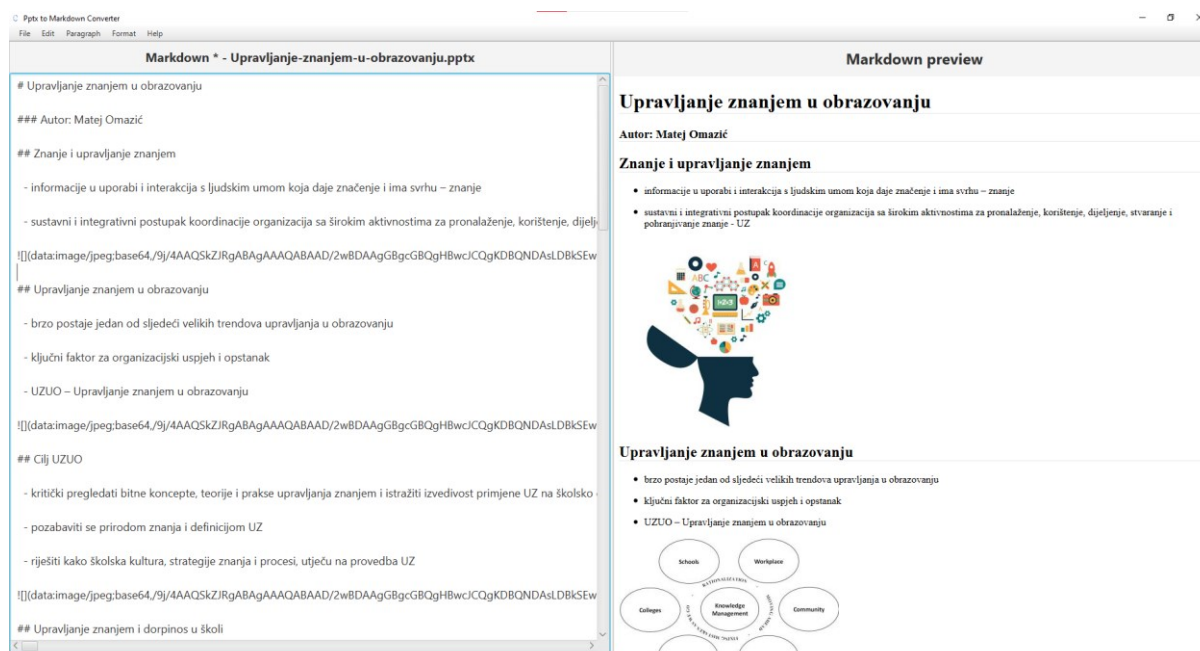 Pptx to Markdown Converter
File Edit Paragraph Format Help
Markdown * - Upravljanje-znanjem-u-obrazovanju.pptx
# Upravljanje znanjem u obrazovanju
### Autor: Matej Omazić
## Znanje i upravljanje znanjem
- informacije u uporabi i interakcija s ljudskim umom koja daje značenje i ima svrhu – znanje
- sustavni i integrativni postupak koordinacije organizacija sa širokim aktivnostima za pronalaženje, korištenje, dijelj
![](data:image/jpeg;base64,/9j/4AAQSkZJRgABAgAAAQABAAD/2wBDAAgGBgcGBQgHBwcJCQgKDBQNDAsLDBkSEw
## Upravljanje znanjem u obrazovanju
- brzo postaje jedan od sljedeći velikih trendova upravljanja u obrazovanju
- ključni faktor za organizacijski uspjeh i opstanak
- UZUO – Upravljanje znanjem u obrazovanju
![](data:image/jpeg;base64,/9j/4AAQSkZJRgABAgAAAQABAAD/2wBDAAgGBgcGBQgHBwcJCQgKDBQNDAsLDBkSEw
## Cilj UZUO
- kritički pregledati bitne koncepte, teorije i prakse upravljanja znanjem i istražiti izvedivost primjene UZ na školsko
- pozabaviti se prirodom znanja i definicijom UZ
- riješiti kako školska kultura, strategije znanja i procesi, utječu na provedba UZ
![](data:image/jpeg;base64,/9j/4AAQSkZJRgABAgAAAQABAAD/2wBDAAgGBgcGBQgHBwcJCQgKDBQNDAsLDBkSEw
## Upravljanje znanjem i dorpinos u školi
Markdown preview
Upravljanje znanjem u obrazovanju
Autor: Matej Omazić
Znanje i upravljanje znanjem
informacije u uporabi i interakcija s ljudskim umom koja daje značenje i ima svrhu – znanje
sustavni i integrativni postupak koordinacije organizacija sa širokim aktivnostima za pronalaženje, korištenje, dijeljenje, stvaranje i
pohranjivanje znanje - UZ
ABC
Upravljanje znanjem u obrazovanju
brzo postaje jedan od sljedeći velikih trendova upravljanja u obrazovanju
ključni faktor za organizacijski uspjeh i opstanak
UZUO – Upravljanje znanjem u obrazovanju
Schools
Workplace
RATIONALIZATION
Colleges
Knowledge
Management
Community